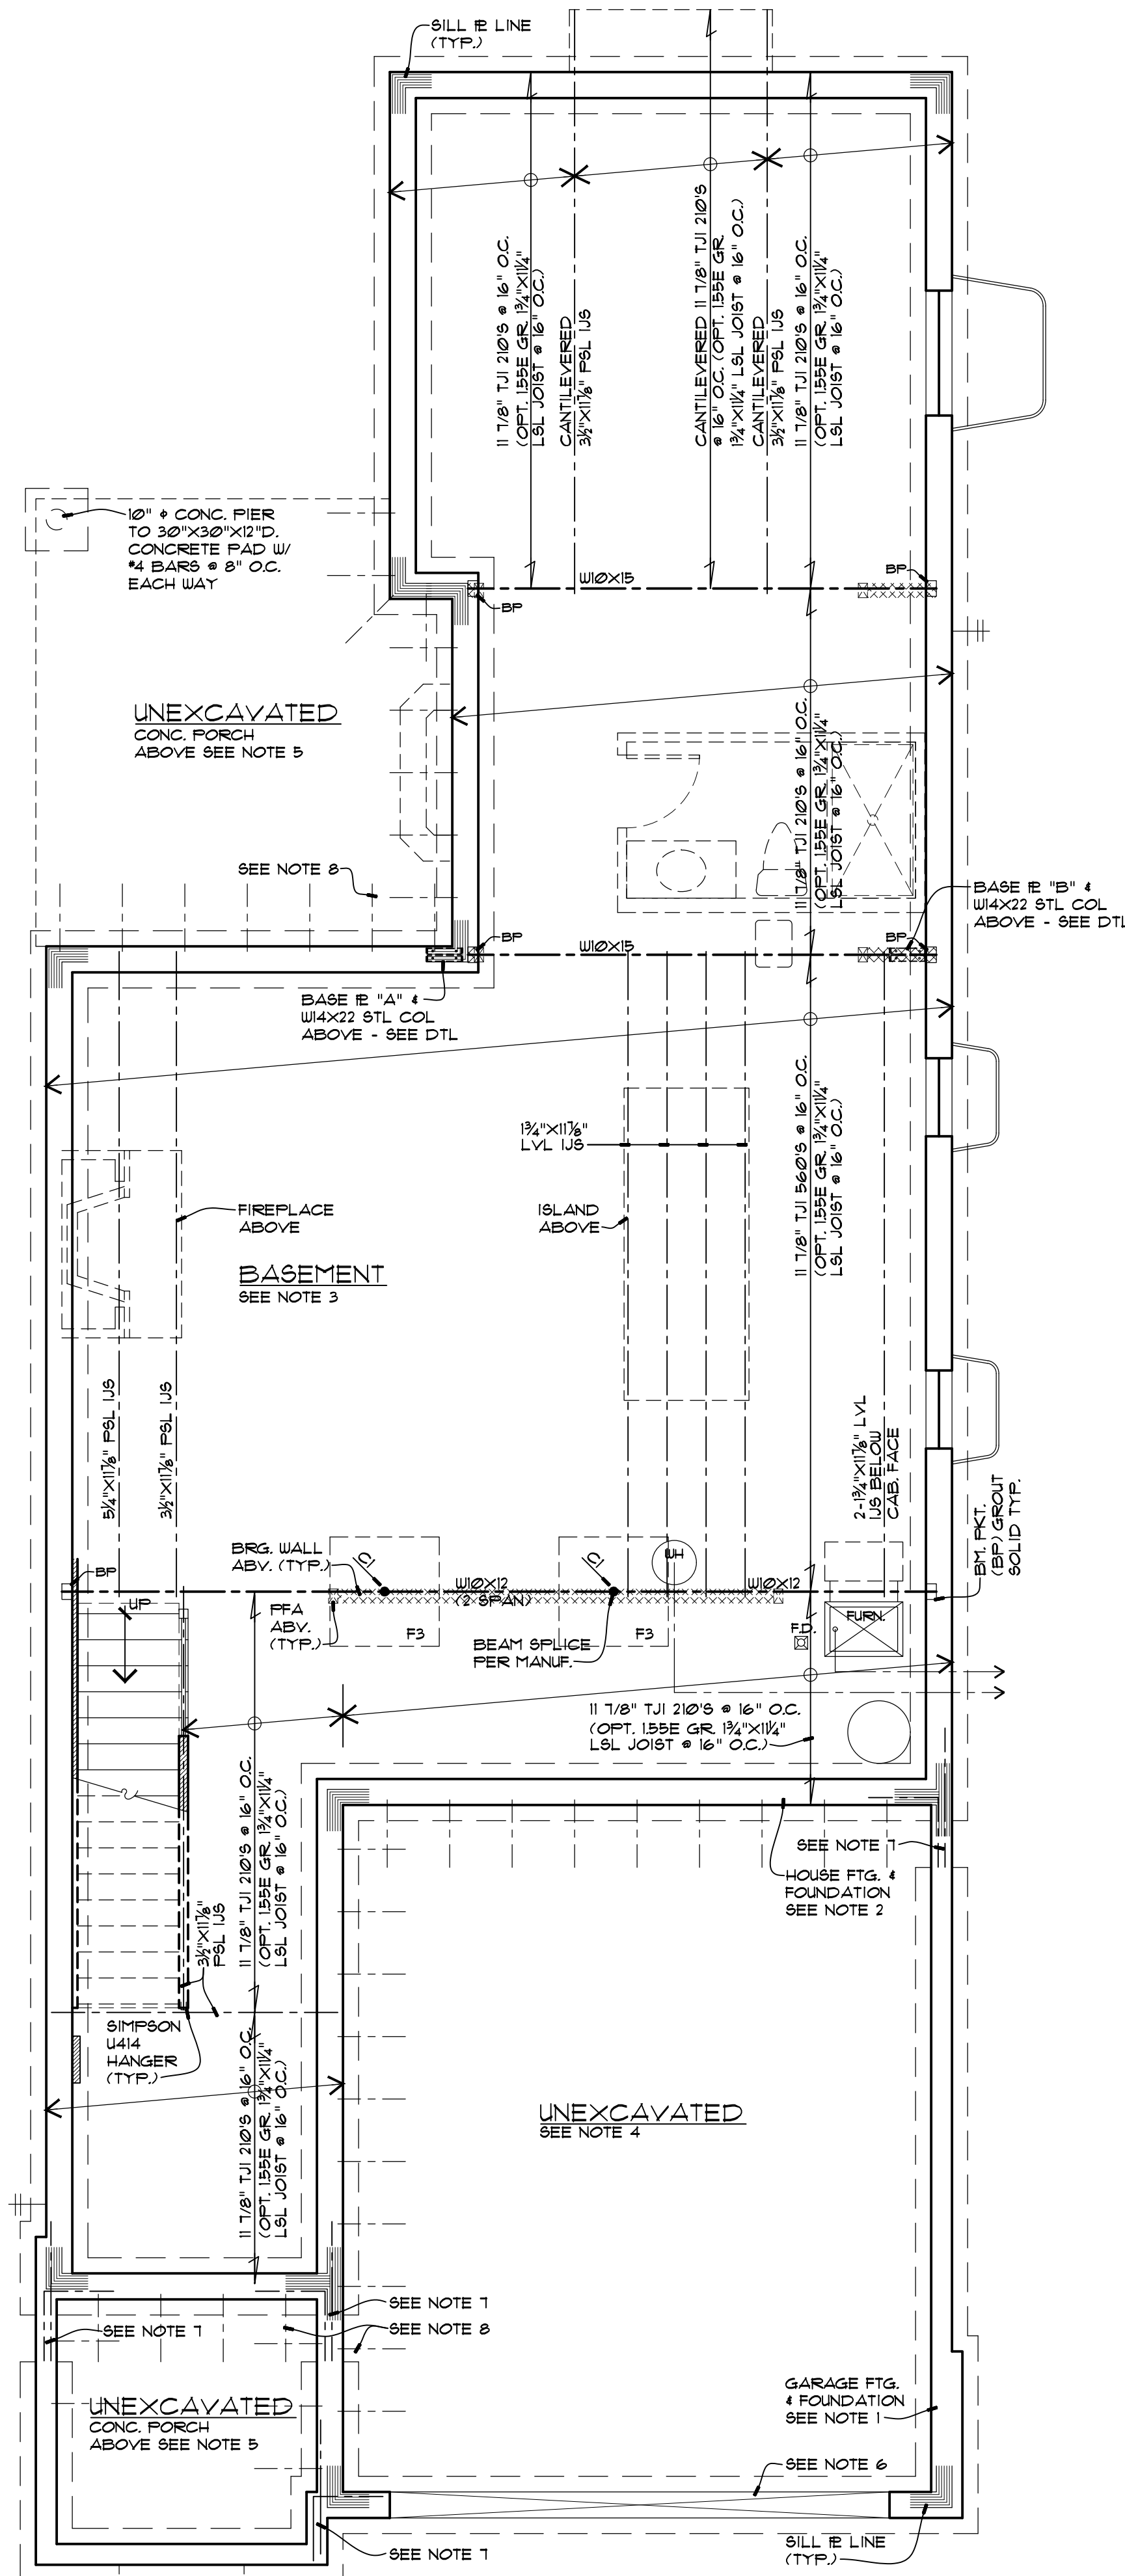 SILL PL LINE
(TYP.)
11 7/8" TJI 210'S @ 16" O.C.
(OPT. 1.55E GR. 1¾"X11¼"
LSL JOIST @ 16" O.C.)
CANTILEVERED
3½"X11⅞" PSL IJS
CANTILEVERED 11 7/8" TJI 210'S
@ 16" O.C. (OPT. 1.55E GR.
1¾"X11¼" LSL JOIST @ 16" O.C.)
CANTILEVERED
3½"X11⅞" PSL IJS
11 7/8" TJI 210'S @ 16" O.C.
(OPT. 1.55E GR. 1¾"X11¼"
LSL JOIST @ 16" O.C.)
10" ⌀ CONC. PIER
TO 30"X30"X12"D.
CONCRETE PAD W/
#4 BARS @ 8" O.C.
EACH WAY
W10X15
BP
BP
UNEXCAVATED
CONC. PORCH
ABOVE SEE NOTE 5
11 7/8" TJI 210'S @ 16" O.C.
(OPT. 1.55E GR. 1¾"X11¼"
LSL JOIST @ 16" O.C.)
SEE NOTE 8
BASE PL "B" &
W14X22 STL COL
ABOVE - SEE DTL
BP
W10X15
BP
BASE PL "A" &
W14X22 STL COL
ABOVE - SEE DTL
11 7/8" TJI 560'S @ 16" O.C.
(OPT. 1.55E GR. 1¾"X11¼"
LSL JOIST @ 16" O.C.)
1¾"X11⅞"
LVL IJS
FIREPLACE
ABOVE
ISLAND
ABOVE
BASEMENT
SEE NOTE 3
5¼"X11⅞" PSL IJS
3½"X11⅞" PSL IJS
2-1¾"X11⅞" LVL
IJS BELOW
CAB. FACE
BM. PKT.
(BP) GROUT
SOLID TYP.
BRG. WALL
ABV. (TYP.)
C1
C1
WH
BP
W10X12
(2 SPAN)
W10X12
UP
PFA
ABV.
(TYP.)
F3
F3
BEAM SPLICE
PER MANUF.
F.D.
FURN.
11 7/8" TJI 210'S @ 16" O.C.
(OPT. 1.55E GR. 1¾"X11¼"
LSL JOIST @ 16" O.C.)
11 7/8" TJI 210'S @ 16" O.C.
(OPT. 1.55E GR. 1¾"X11¼"
LSL JOIST @ 16" O.C.)
SEE NOTE 7
HOUSE FTG. &
FOUNDATION
SEE NOTE 2
3½"X11⅞"
PSL IJS
SIMPSON
U414
HANGER
(TYP.)
11 7/8" TJI 210'S @ 16" O.C.
(OPT. 1.55E GR. 1¾"X11¼"
LSL JOIST @ 16" O.C.)
UNEXCAVATED
SEE NOTE 4
SEE NOTE 7
SEE NOTE 8
SEE NOTE 7
UNEXCAVATED
CONC. PORCH
ABOVE SEE NOTE 5
GARAGE FTG.
& FOUNDATION
SEE NOTE 1
SEE NOTE 6
SEE NOTE 7
SILL PL LINE
(TYP.)